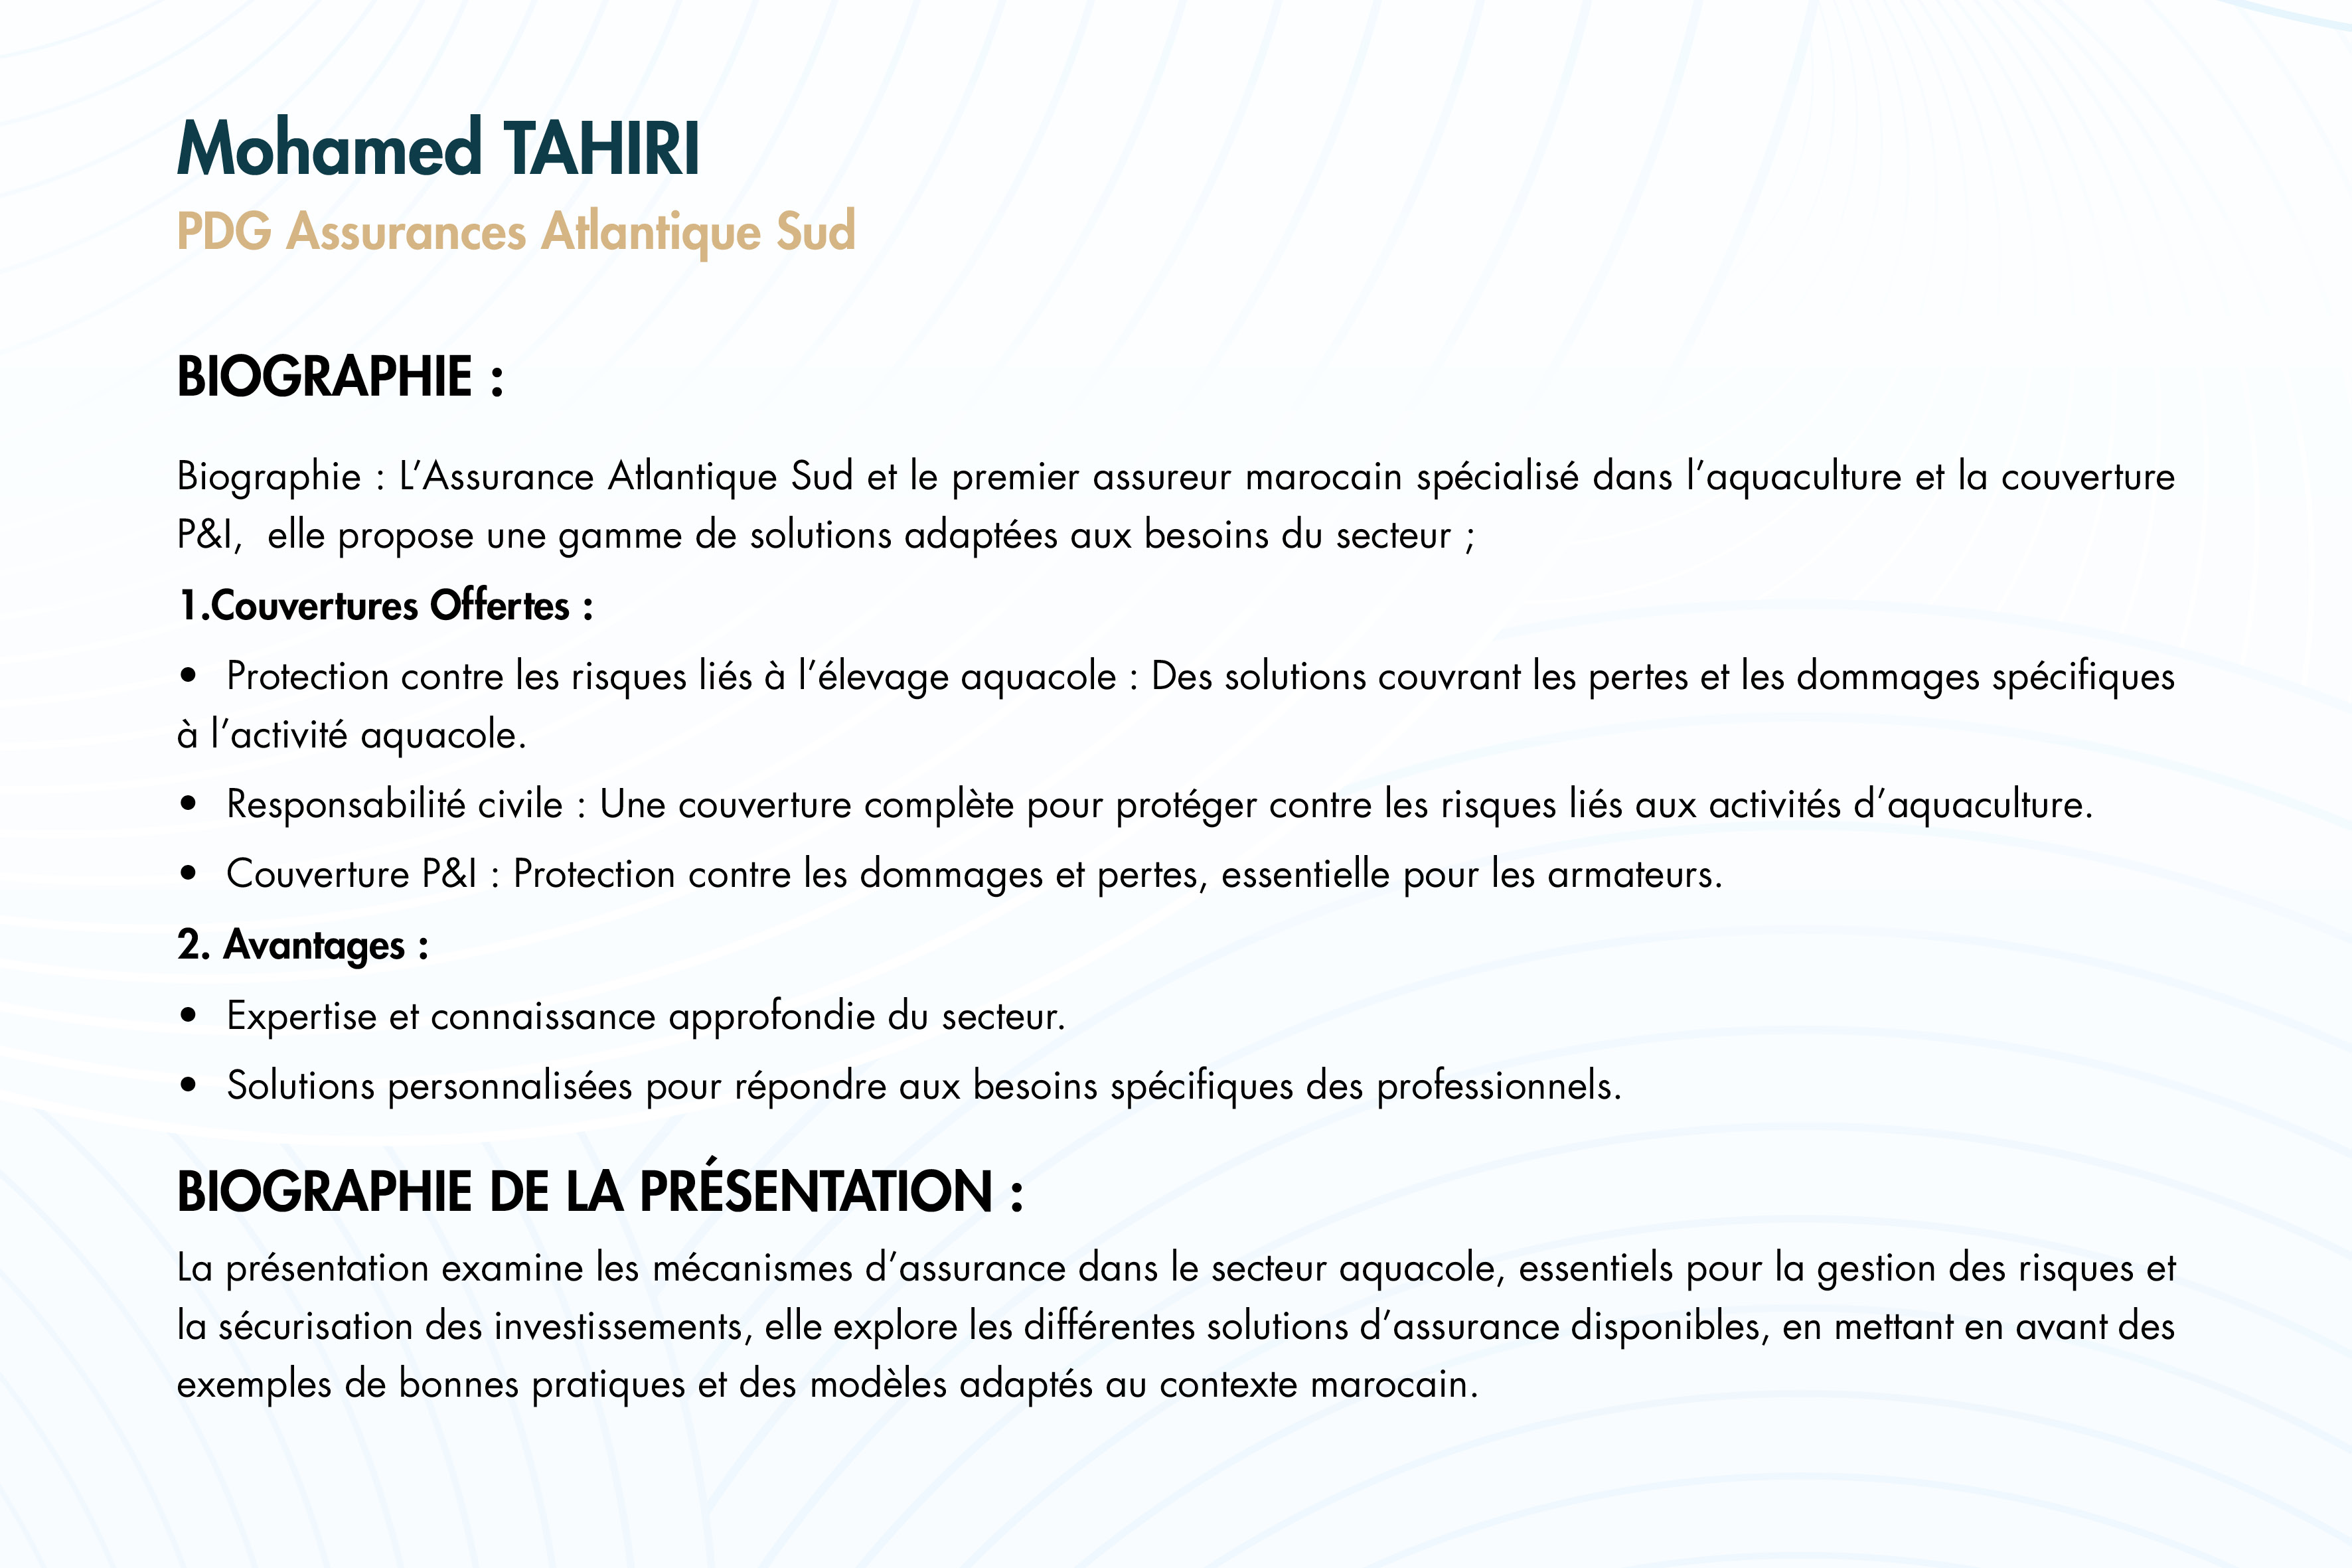 Mohamed TAHIRI
PDG Assurances Atlantique Sud
BIOGRAPHIE :
Biographie : L’Assurance Atlantique Sud et le premier assureur marocain spécialisé dans l’aquaculture et la couverture
P&I,  elle propose une gamme de solutions adaptées aux besoins du secteur ;
1.Couvertures Offertes :
• Protection contre les risques liés à l’élevage aquacole : Des solutions couvrant les pertes et les dommages spécifiques
à l’activité aquacole.
• Responsabilité civile : Une couverture complète pour protéger contre les risques liés aux activités d’aquaculture.
• Couverture P&I : Protection contre les dommages et pertes, essentielle pour les armateurs.
2. Avantages :
• Expertise et connaissance approfondie du secteur.
• Solutions personnalisées pour répondre aux besoins spécifiques des professionnels.
BIOGRAPHIE DE LA PRÉSENTATION :
La présentation examine les mécanismes d’assurance dans le secteur aquacole, essentiels pour la gestion des risques et
la sécurisation des investissements, elle explore les différentes solutions d’assurance disponibles, en mettant en avant des
exemples de bonnes pratiques et des modèles adaptés au contexte marocain.